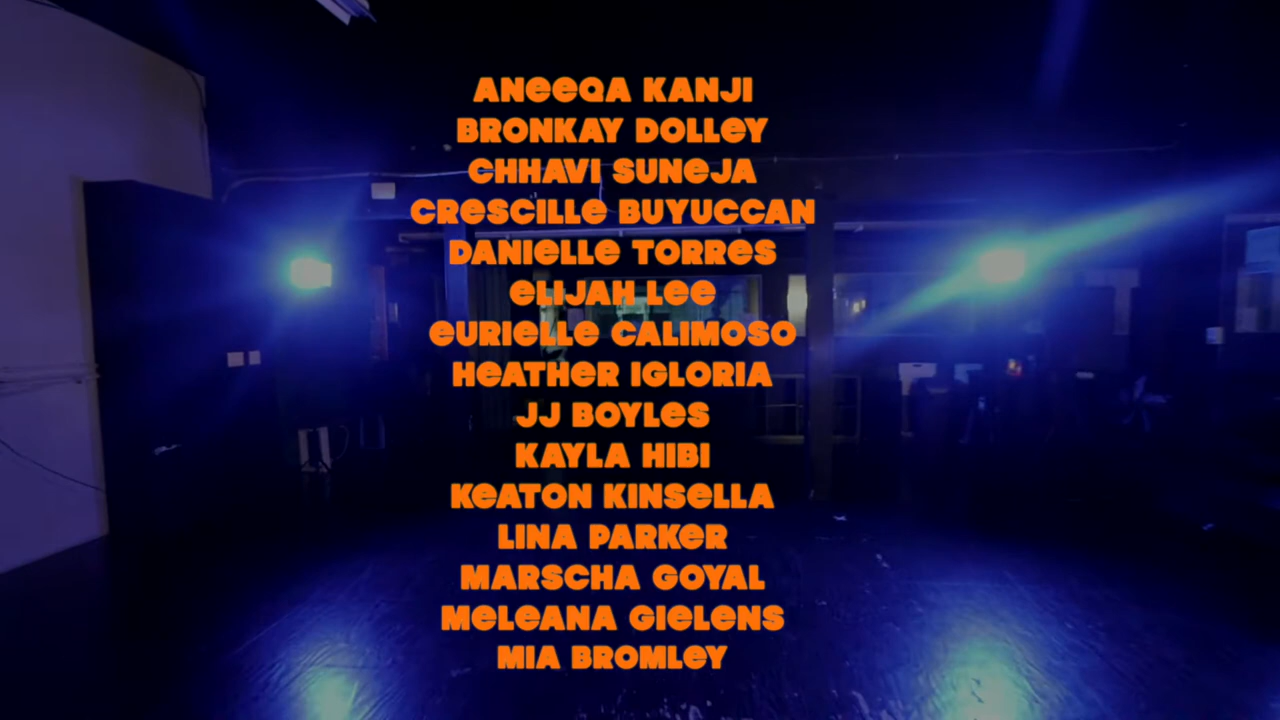 ANeeQA KANJI
BRONKAY DOLLeY
CHHAVI SUNeJA
CReSCILLe BUYUCCAN
DANIeLLe TORReS
eLIJAH Lee
eURIeLLe CALIMOSO
HeATHeR IGLORIA
JJ BOYLeS
KAYLA HIBI
KeATON KINSeLLA
LINA PARKeR
MARSCHA GOYAL
MeLeANA GIeLeNS
MIA BROMLeY